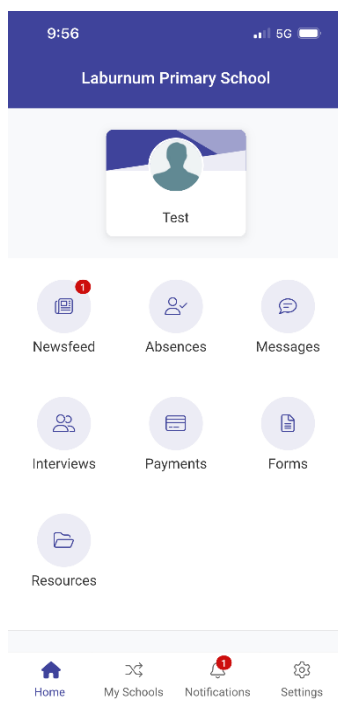 9:56 5G
Laburnum Primary School
Test
1
Newsfeed Absences Messages
Interviews Payments Forms
Resources
1
Home My Schools Notifications Settings